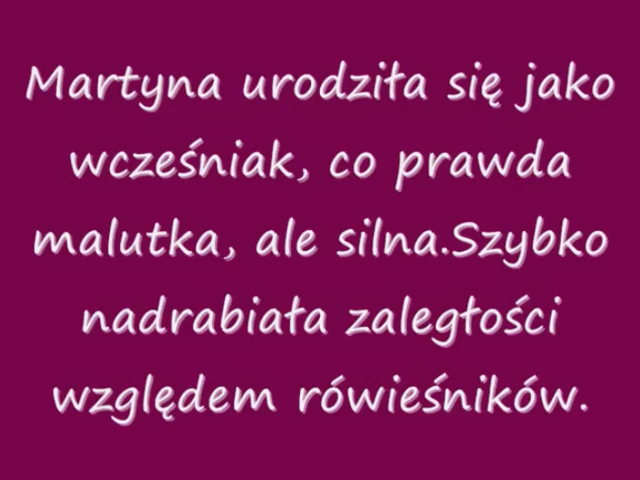 Martyna urodziła się jako
wcześniak, co prawda
malutka, ale silna.Szybko
nadrabiała zaległości
względem rówieśników.